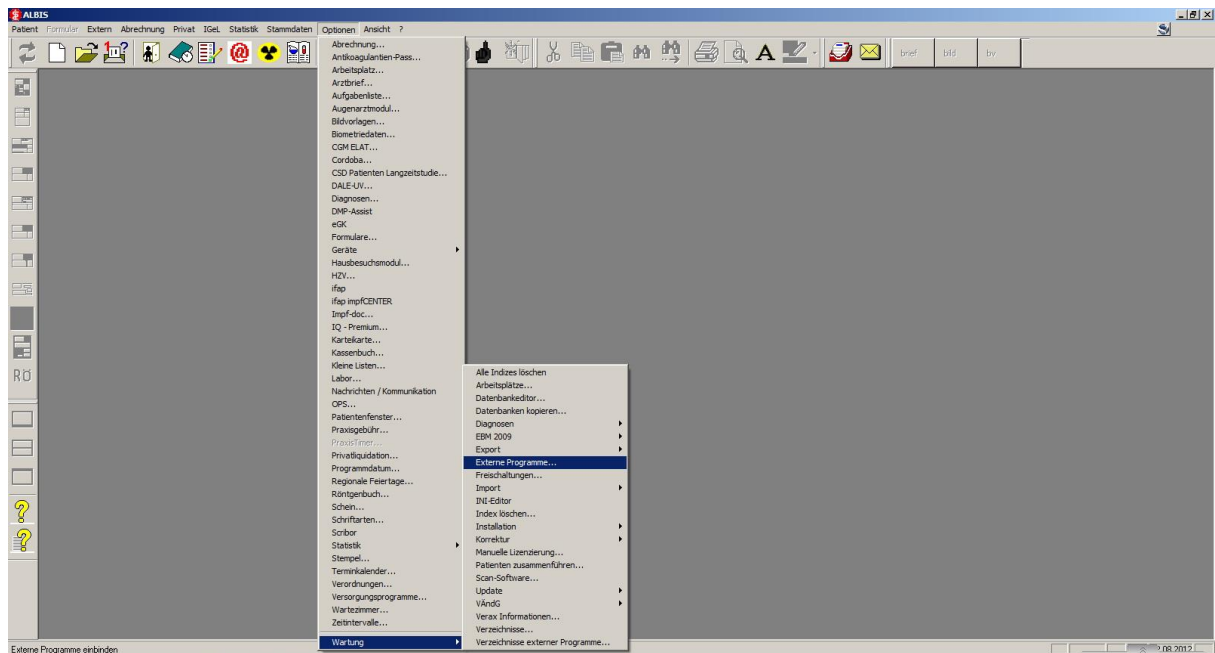 ALBIS
Patient Formular Extern Abrechnung Privat IGeL Statistik Stammdaten Optionen Ansicht ?
brief bild bv
Abrechnung...
Antikoagulantien-Pass...
Arbeitsplatz...
Arztbrief...
Aufgabenliste...
Augenarztmodul...
Bildvorlagen...
Biometriedaten...
CGM ELAT...
Cordoba...
CSD Patienten Langzeitstudie...
DALE-UV...
Diagnosen...
DMP-Assist
eGK
Formulare...
Geräte
Hausbesuchsmodul...
HZV...
ifap
ifap impfCENTER
Impf-doc...
IQ - Premium...
Karteikarte...
Kassenbuch...
Kleine Listen...
Labor...
Nachrichten / Kommunikation
OPS...
Patientenfenster...
Praxisgebühr...
PraxisTimer...
Privatliquidation...
Programmdatum...
Regionale Feiertage...
Röntgenbuch...
Schein...
Schriftarten...
Scribor
Statistik
Stempel...
Terminkalender...
Verordnungen...
Versorgungsprogramme...
Wartezimmer...
Zeitintervalle...
Wartung
Alle Indizes löschen
Arbeitsplätze...
Datenbankeditor...
Datenbanken kopieren...
Diagnosen
EBM 2009
Export
Externe Programme...
Freischaltungen...
Import
INI-Editor
Index löschen...
Installation
Korrektur
Manuelle Lizenzierung...
Patienten zusammenführen...
Scan-Software...
Update
VÄndG
Verax Informationen...
Verzeichnisse...
Verzeichnisse externer Programme...
RÖ
Externe Programme einbinden
.08.2012